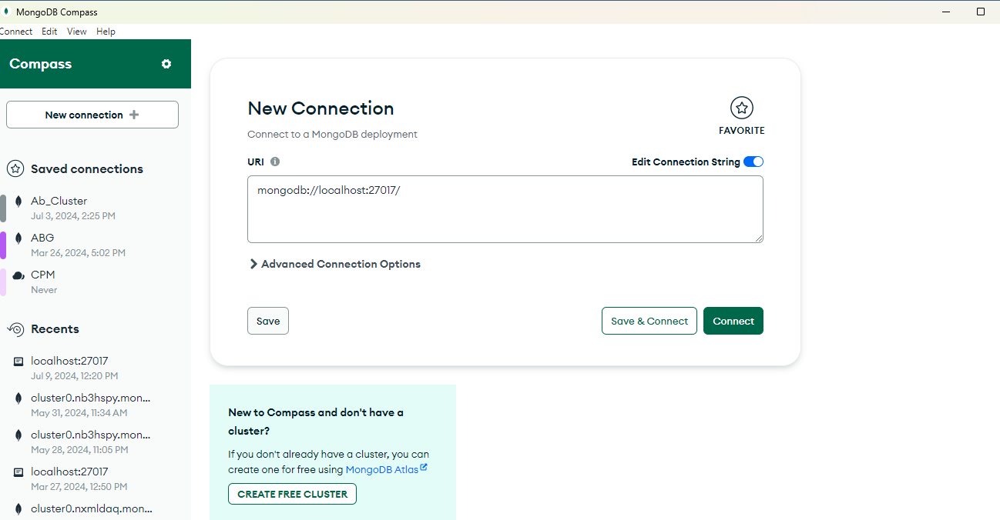 MongoDB Compass
Connect Edit View Help
Compass
New connection
Saved connections
Ab_Cluster
Jul 3, 2024, 2:25 PM
ABG
Mar 26, 2024, 5:02 PM
CPM
Never
Recents
localhost:27017
Jul 9, 2024, 12:20 PM
cluster0.nb3hspy.mon...
May 31, 2024, 11:34 AM
cluster0.nb3hspy.mon...
May 28, 2024, 11:05 PM
localhost:27017
Mar 27, 2024, 12:50 PM
cluster0.nxmldaq.mon...
New Connection
Connect to a MongoDB deployment
FAVORITE
URI
Edit Connection String
mongodb://localhost:27017/
Advanced Connection Options
Save
Save & Connect
Connect
New to Compass and don't have a
cluster?
If you don't already have a cluster, you can
create one for free using MongoDB Atlas
CREATE FREE CLUSTER